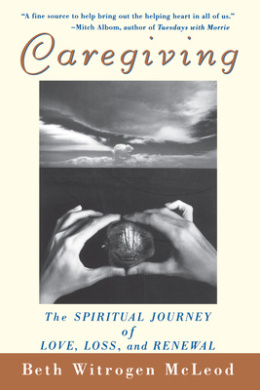 “A fine source to help bring out the helping heart in all of us.”
–Mitch Albom, author of Tuesdays with Morrie
Caregiving
The SPIRITUAL JOURNEY
of
LOVE, LOSS, and RENEWAL
Beth Witrogen McLeod